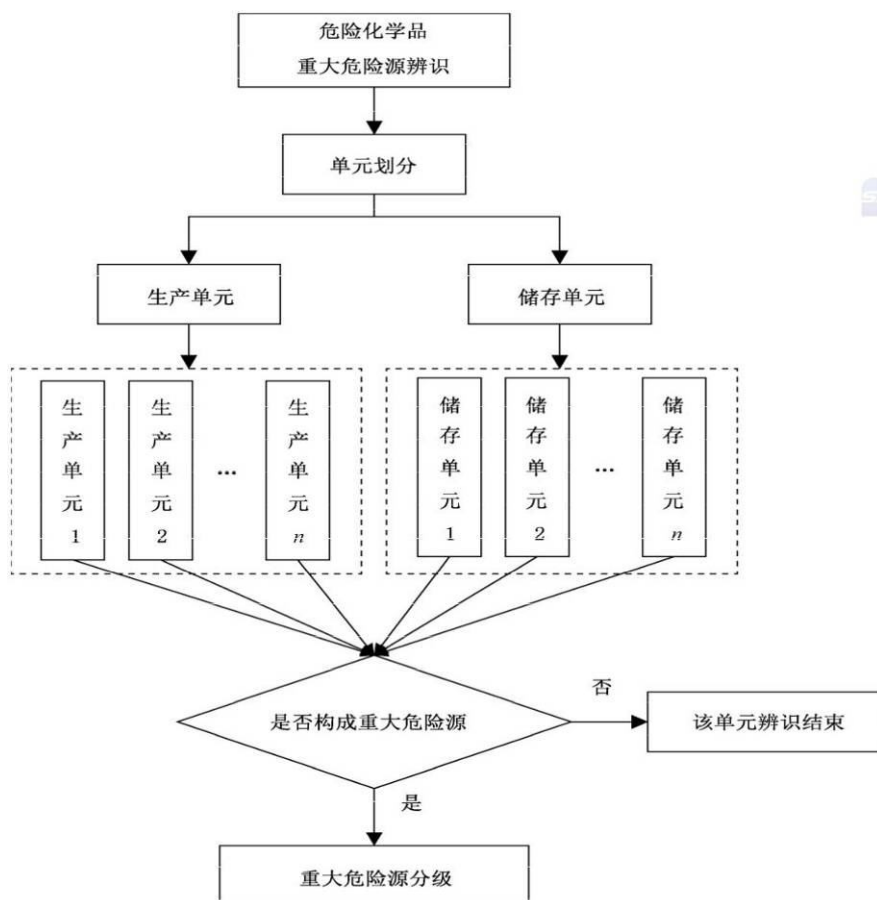 危险化学品
重大危险源辨识
单元划分
生产单元
储存单元
生产单元1
生产单元2
...
生产单元n
储存单元1
储存单元2
...
储存单元n
是否构成重大危险源
否
该单元辨识结束
是
重大危险源分级